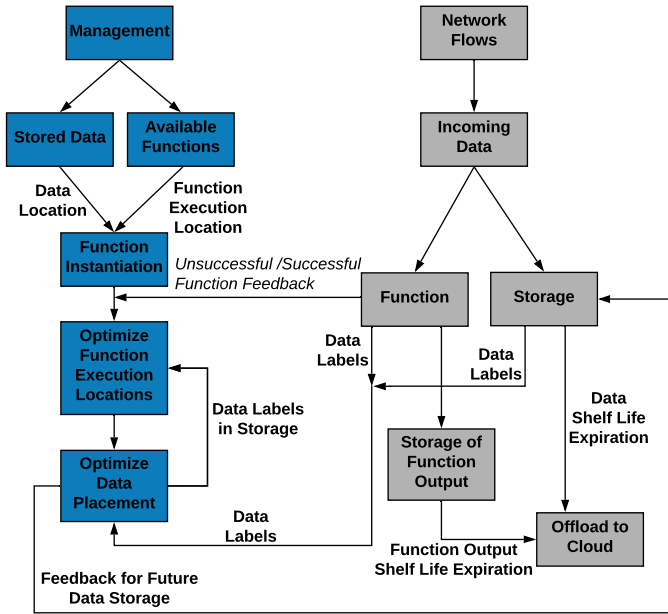 Management
Network
Flows
Stored Data
Available
Functions
Incoming
Data
Data
Location
Function
Execution
Location
Function
Instantiation
Unsuccessful /Successful
Function Feedback
Function
Storage
Optimize
Function
Execution
Locations
Data
Labels
Data
Labels
Data Labels
in Storage
Data
Shelf Life
Expiration
Storage of
Function
Output
Optimize
Data
Placement
Data
Labels
Offload to
Cloud
Function Output
Shelf Life Expiration
Feedback for Future
Data Storage